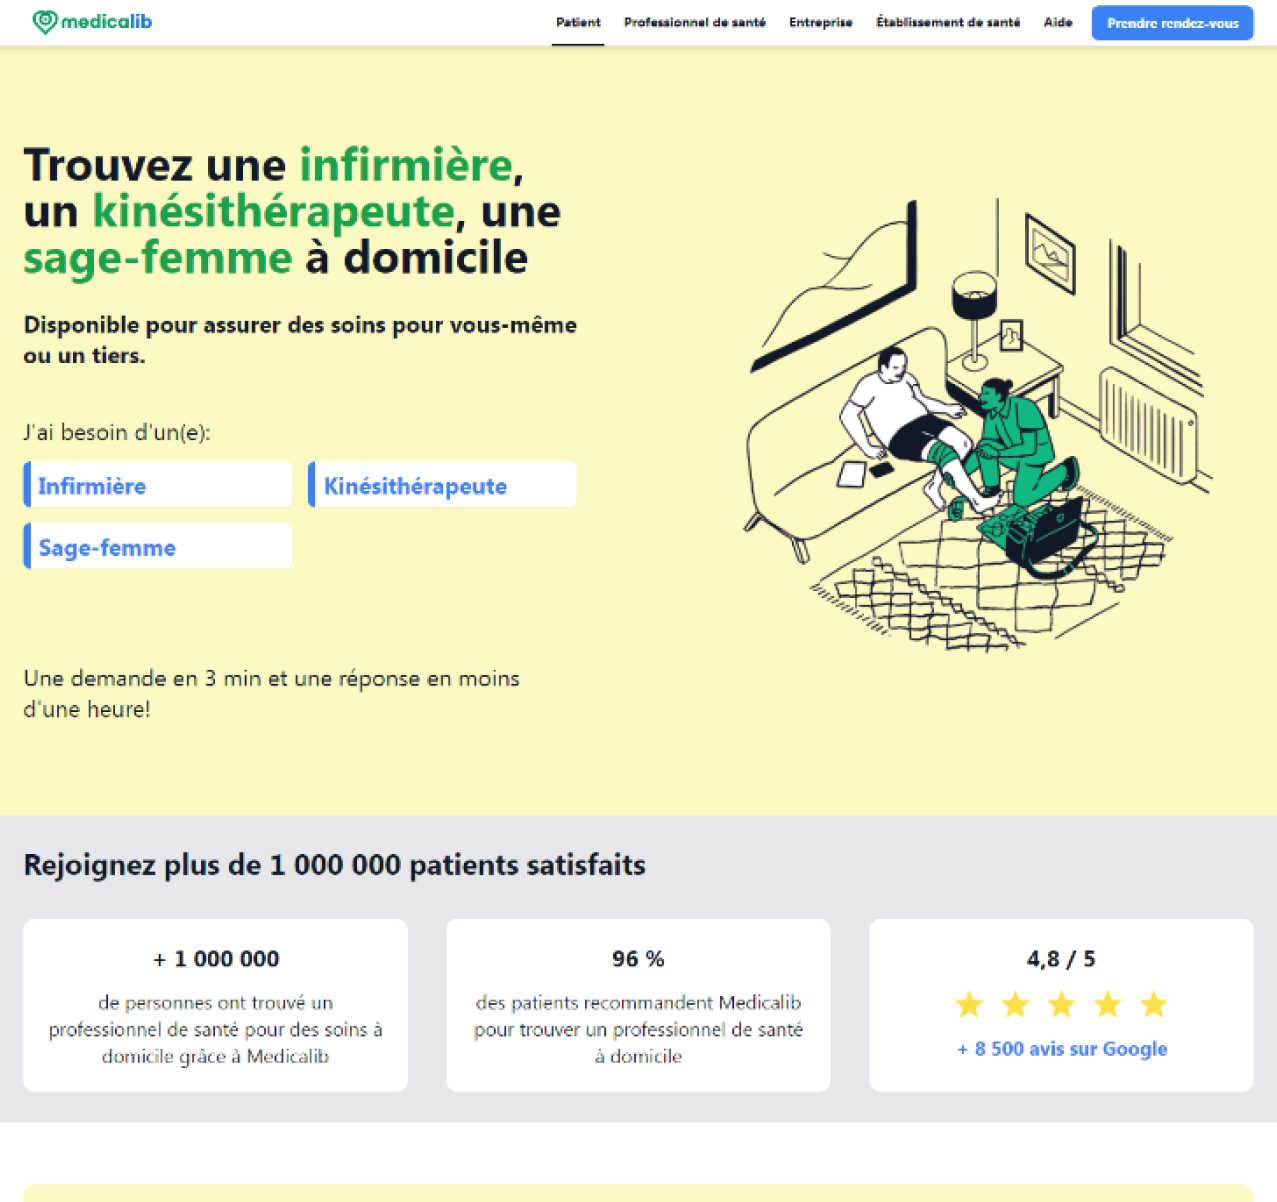 medicalib
Patient
Professionnel de santé
Entreprise
Établissement de santé
Aide
Prendre rendez-vous
Trouvez une infirmière,
un kinésithérapeute, une
sage-femme à domicile
Disponible pour assurer des soins pour vous-même
ou un tiers.
J'ai besoin d'un(e):
Infirmière
Kinésithérapeute
Sage-femme
Une demande en 3 min et une réponse en moins
d'une heure!
Rejoignez plus de 1 000 000 patients satisfaits
+ 1 000 000
de personnes ont trouvé un
professionnel de santé pour des soins à
domicile grâce à Medicalib
96 %
des patients recommandent Medicalib
pour trouver un professionnel de santé
à domicile
4,8 / 5
+ 8 500 avis sur Google